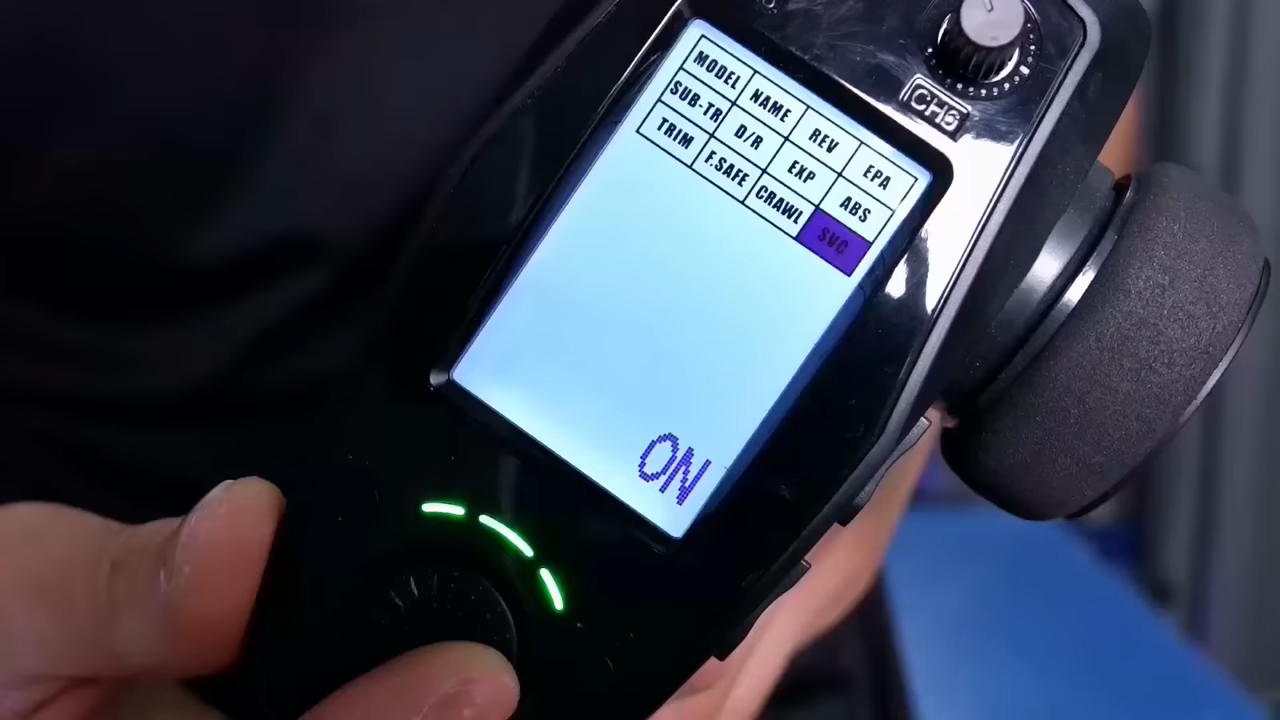 MODEL NAME REV EPA
SUB-TR D/R EXP ABS
TRIM F.SAFE CRAWL SVC
ON
CH6